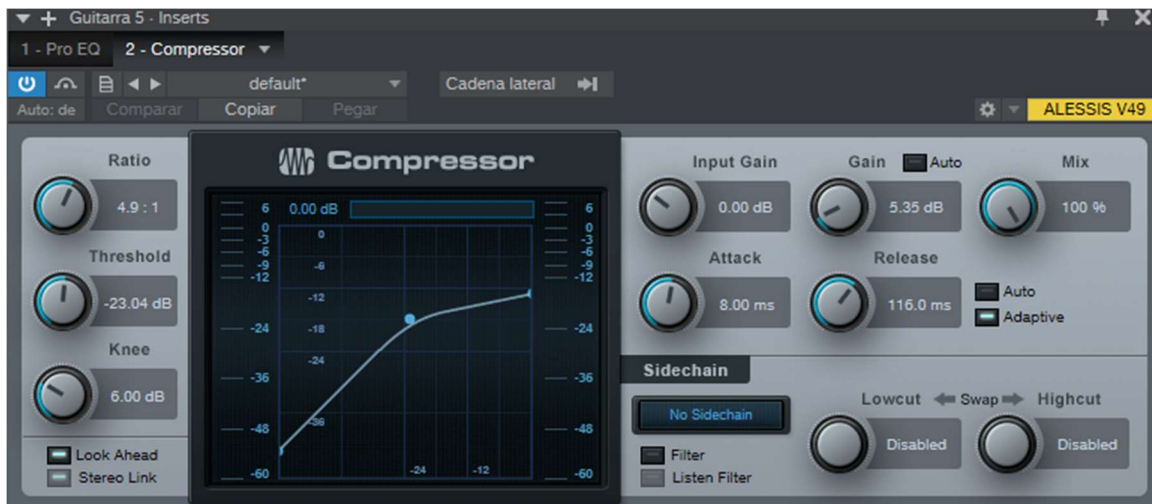 Guitarra 5 - Inserts
1 - Pro EQ 2 - Compressor
default* Cadena lateral
Auto: de Comparar Copiar Pegar ALESSIS V49
Ratio
4.9 : 1
Threshold
-23.04 dB
Knee
6.00 dB
Look Ahead
Stereo Link
Compressor
6 0.00 dB 6
0 0 0
-3 -3
-6 -6 -6
-9 -9
-12 -12 -12
-24 -18 -24
-24
-36 -36
-36
-48 -48
-60 -24 -12 -60
Input Gain Gain Auto Mix
0.00 dB 5.35 dB 100 %
Attack Release
8.00 ms 116.0 ms Auto
Adaptive
Sidechain
No Sidechain
Filter
Listen Filter
Lowcut Swap Highcut
Disabled Disabled